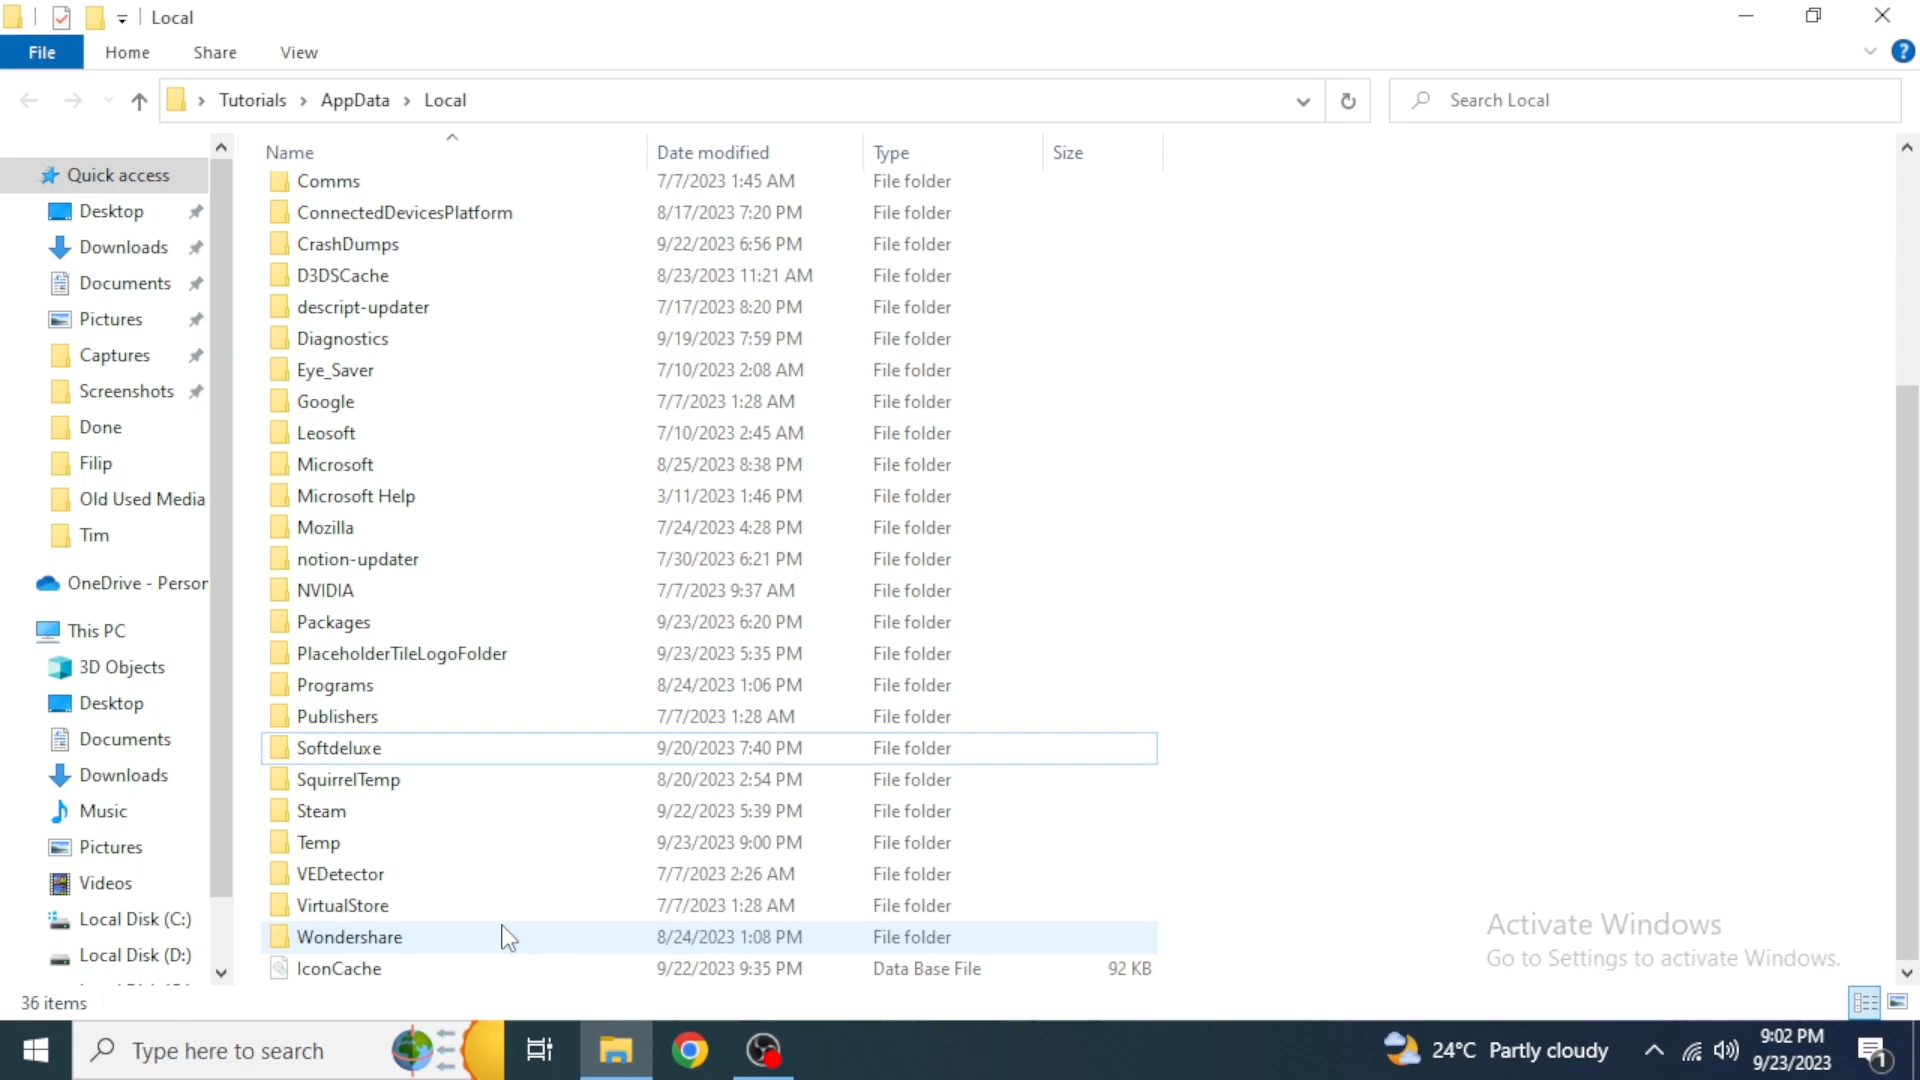 Local
File Home Share View
Tutorials AppData Local
Search Local
Name Date modified Type Size
Quick access
Desktop
Downloads
Documents
Pictures
Captures
Screenshots
Done
Filip
Old Used Media
Tim
OneDrive - Person
This PC
3D Objects
Desktop
Documents
Downloads
Music
Pictures
Videos
Local Disk (C:)
Local Disk (D:)
Comms 7/7/2023 1:45 AM File folder
ConnectedDevicesPlatform 8/17/2023 7:20 PM File folder
CrashDumps 9/22/2023 6:56 PM File folder
D3DSCache 8/23/2023 11:21 AM File folder
descript-updater 7/17/2023 8:20 PM File folder
Diagnostics 9/19/2023 7:59 PM File folder
Eye_Saver 7/10/2023 2:08 AM File folder
Google 7/7/2023 1:28 AM File folder
Leosoft 7/10/2023 2:45 AM File folder
Microsoft 8/25/2023 8:38 PM File folder
Microsoft Help 3/11/2023 1:46 PM File folder
Mozilla 7/24/2023 4:28 PM File folder
notion-updater 7/30/2023 6:21 PM File folder
NVIDIA 7/7/2023 9:37 AM File folder
Packages 9/23/2023 6:20 PM File folder
PlaceholderTileLogoFolder 9/23/2023 5:35 PM File folder
Programs 8/24/2023 1:06 PM File folder
Publishers 7/7/2023 1:28 AM File folder
Softdeluxe 9/20/2023 7:40 PM File folder
SquirrelTemp 8/20/2023 2:54 PM File folder
Steam 9/22/2023 5:39 PM File folder
Temp 9/23/2023 9:00 PM File folder
VEDetector 7/7/2023 2:26 AM File folder
VirtualStore 7/7/2023 1:28 AM File folder
Wondershare 8/24/2023 1:08 PM File folder
IconCache 9/22/2023 9:35 PM Data Base File 92 KB
Activate Windows
Go to Settings to activate Windows.
36 items
Type here to search
24°C Partly cloudy
9:02 PM
9/23/2023
1